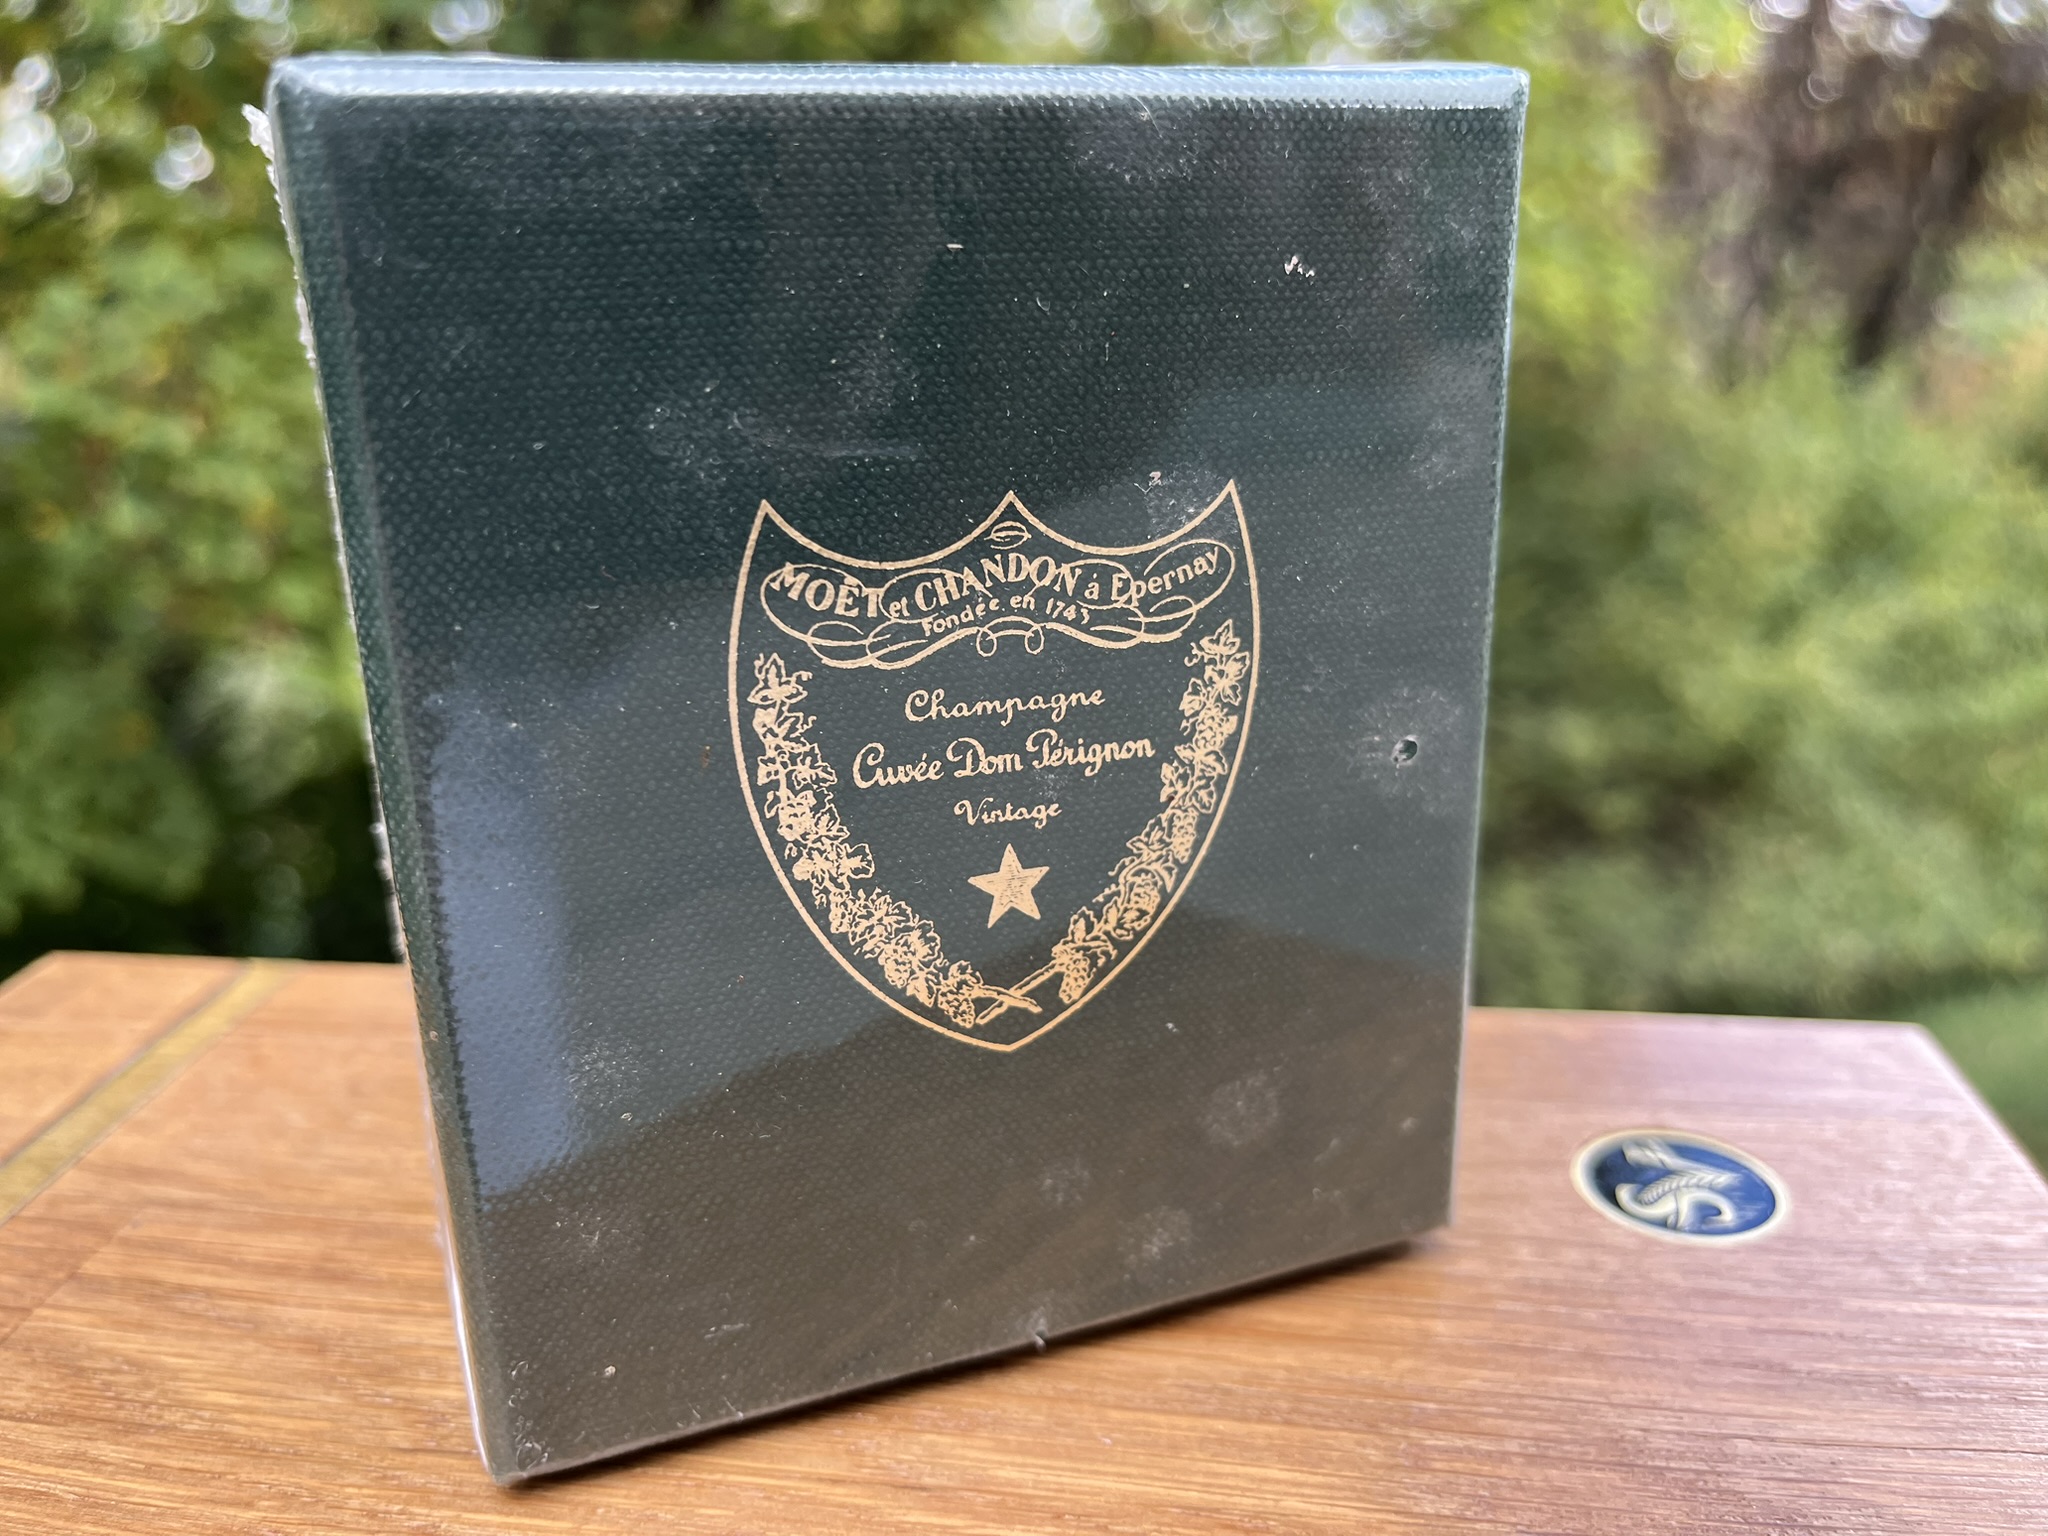 MOËT et CHANDON à Epernay
Fondée en 1743
Champagne
Cuvée Dom Pérignon
Vintage